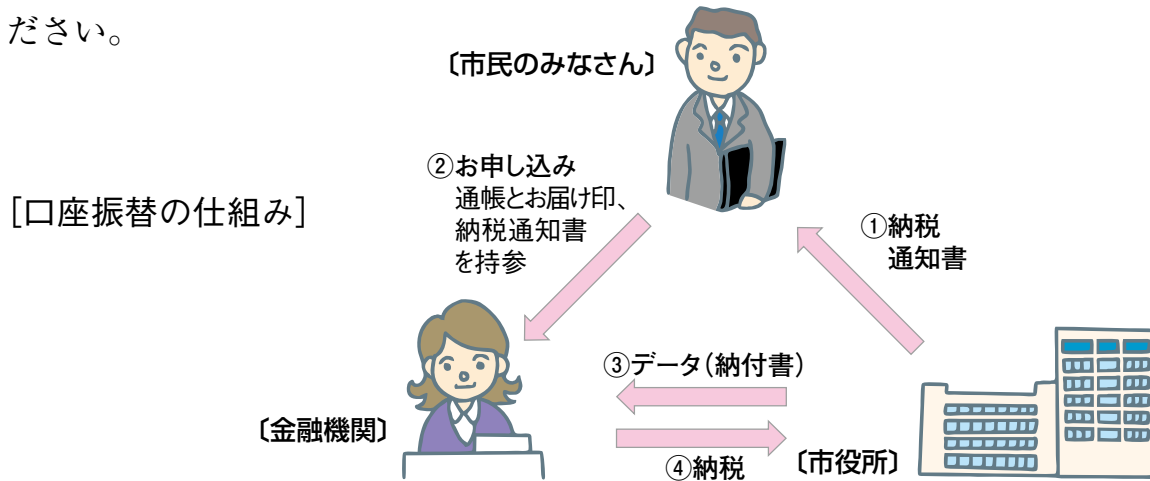 ださい。
〔市民のみなさん〕
②お申し込み
通帳とお届け印、
納税通知書
を持参
[口座振替の仕組み]
①納税
通知書
③データ(納付書)
〔金融機関〕
④納税
〔市役所〕